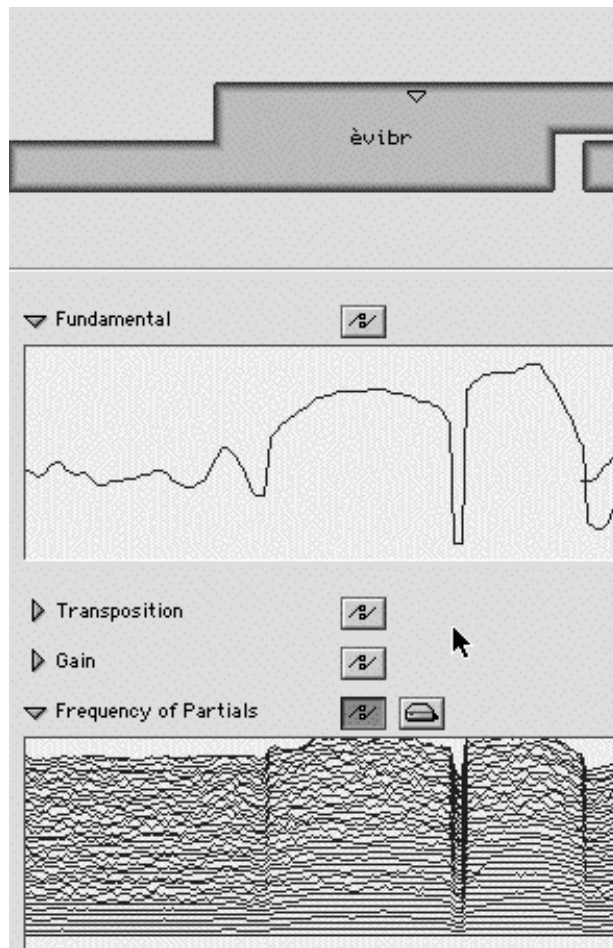 èvibr
Fundamental
Transposition
Gain
Frequency of Partials